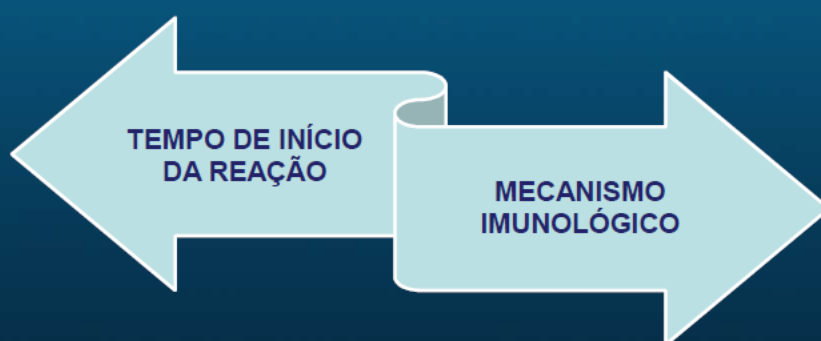 TEMPO DE INÍCIO
DA REAÇÃO
MECANISMO
IMUNOLÓGICO